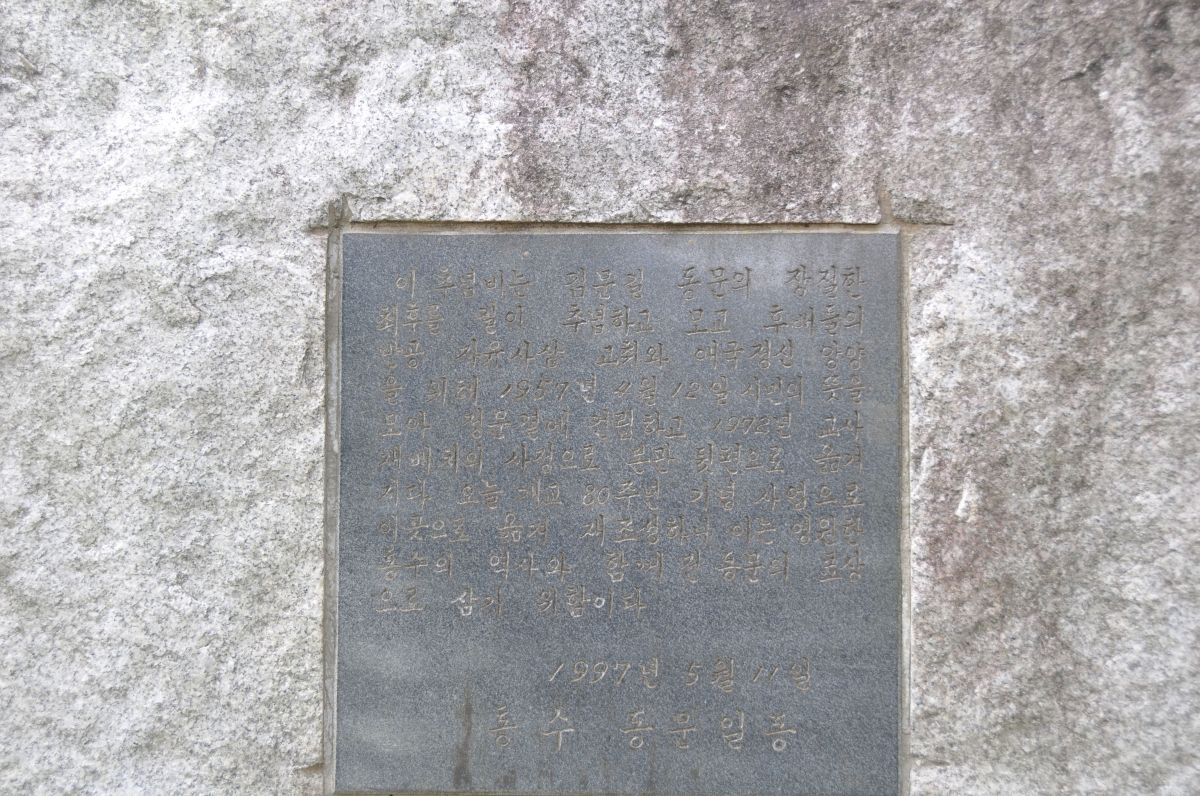 이 추념비는 전문길 동문의 장절한
최후를 길이 추념하고 모교 후배들의
반공 자유사상 고취와 애국정신 앙양
을 위해 1957년 4월 12일 시민의 뜻을
모아 정문곁에 건립하고 1972년 교사
재배치의 사정으로 본관 뒤편으로 옮겨
지다 오늘 개교 80주년 기념 사업으로
이곳으로 옮겨 재조성하니 이는 영원한
통수의 역사와 함께 전 동문의 표상
으로 삼기 위함이다
1997년 5월 11일
통수 동문일동